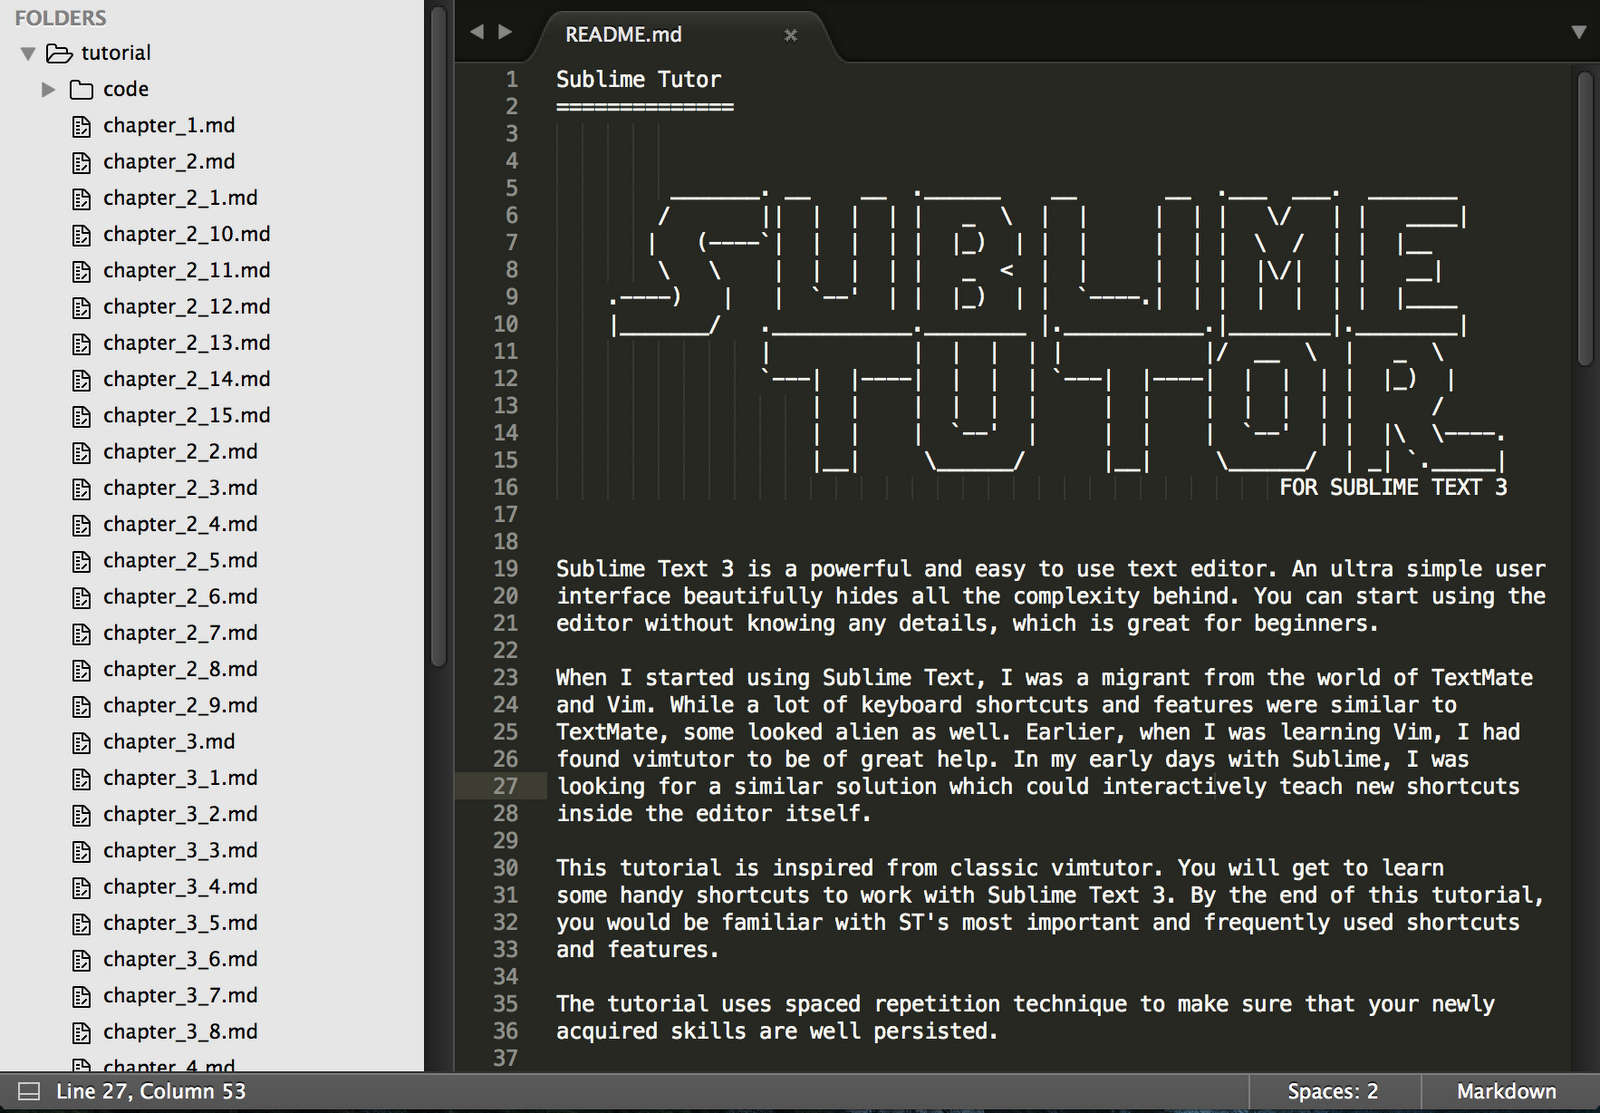 FOLDERS
tutorial
code
chapter_1.md
chapter_2.md
chapter_2_1.md
chapter_2_10.md
chapter_2_11.md
chapter_2_12.md
chapter_2_13.md
chapter_2_14.md
chapter_2_15.md
chapter_2_2.md
chapter_2_3.md
chapter_2_4.md
chapter_2_5.md
chapter_2_6.md
chapter_2_7.md
chapter_2_8.md
chapter_2_9.md
chapter_3.md
chapter_3_1.md
chapter_3_2.md
chapter_3_3.md
chapter_3_4.md
chapter_3_5.md
chapter_3_6.md
chapter_3_7.md
chapter_3_8.md
chapter_4.md
README.md
1 Sublime Tutor
2 ==============
3
4
5
6
7
8
9
10
11
12
13
14
15
SUBLIME
TUTOR
16 FOR SUBLIME TEXT 3
17
18
19 Sublime Text 3 is a powerful and easy to use text editor. An ultra simple user
20 interface beautifully hides all the complexity behind. You can start using the
21 editor without knowing any details, which is great for beginners.
22
23 When I started using Sublime Text, I was a migrant from the world of TextMate
24 and Vim. While a lot of keyboard shortcuts and features were similar to
25 TextMate, some looked alien as well. Earlier, when I was learning Vim, I had
26 found vimtutor to be of great help. In my early days with Sublime, I was
27 looking for a similar solution which could interactively teach new shortcuts
28 inside the editor itself.
29
30 This tutorial is inspired from classic vimtutor. You will get to learn
31 some handy shortcuts to work with Sublime Text 3. By the end of this tutorial,
32 you would be familiar with ST's most important and frequently used shortcuts
33 and features.
34
35 The tutorial uses spaced repetition technique to make sure that your newly
36 acquired skills are well persisted.
37
Line 27, Column 53
Spaces: 2
Markdown